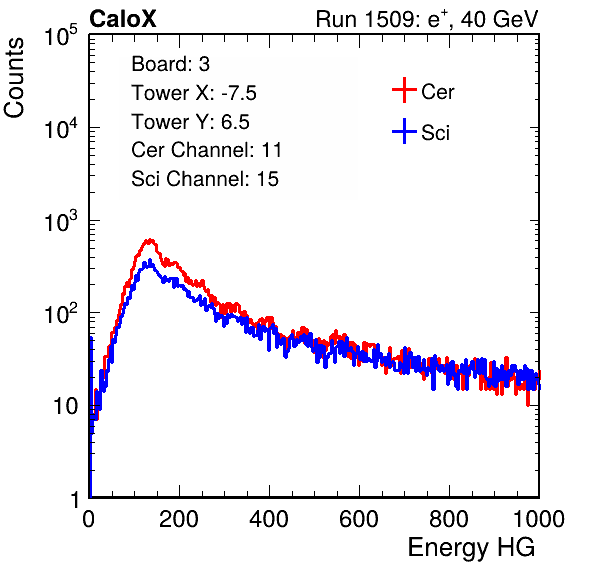 CaloX Run 1509: e⁺, 40 GeV
Counts
Board: 3
Tower X: -7.5
Tower Y: 6.5
Cer Channel: 11
Sci Channel: 15
Cer
Sci
10⁵
10⁴
10³
10²
10
1
0 200 400 600 800 1000
Energy HG